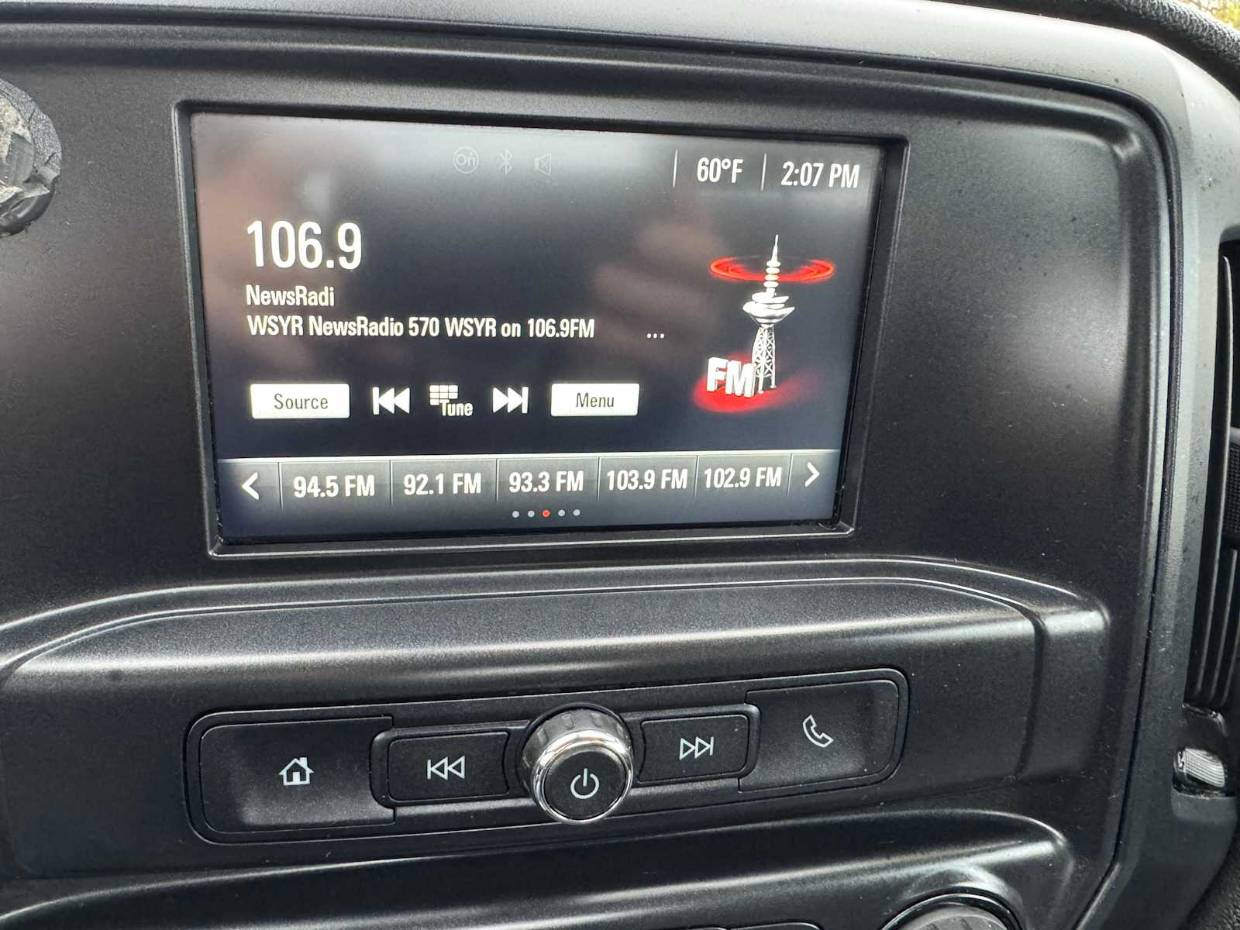 On
60°F 2:07 PM
106.9
NewsRadi
WSYR NewsRadio 570 WSYR on 106.9FM ...
FM
Source Tune Menu
94.5 FM 92.1 FM 93.3 FM 103.9 FM 102.9 FM